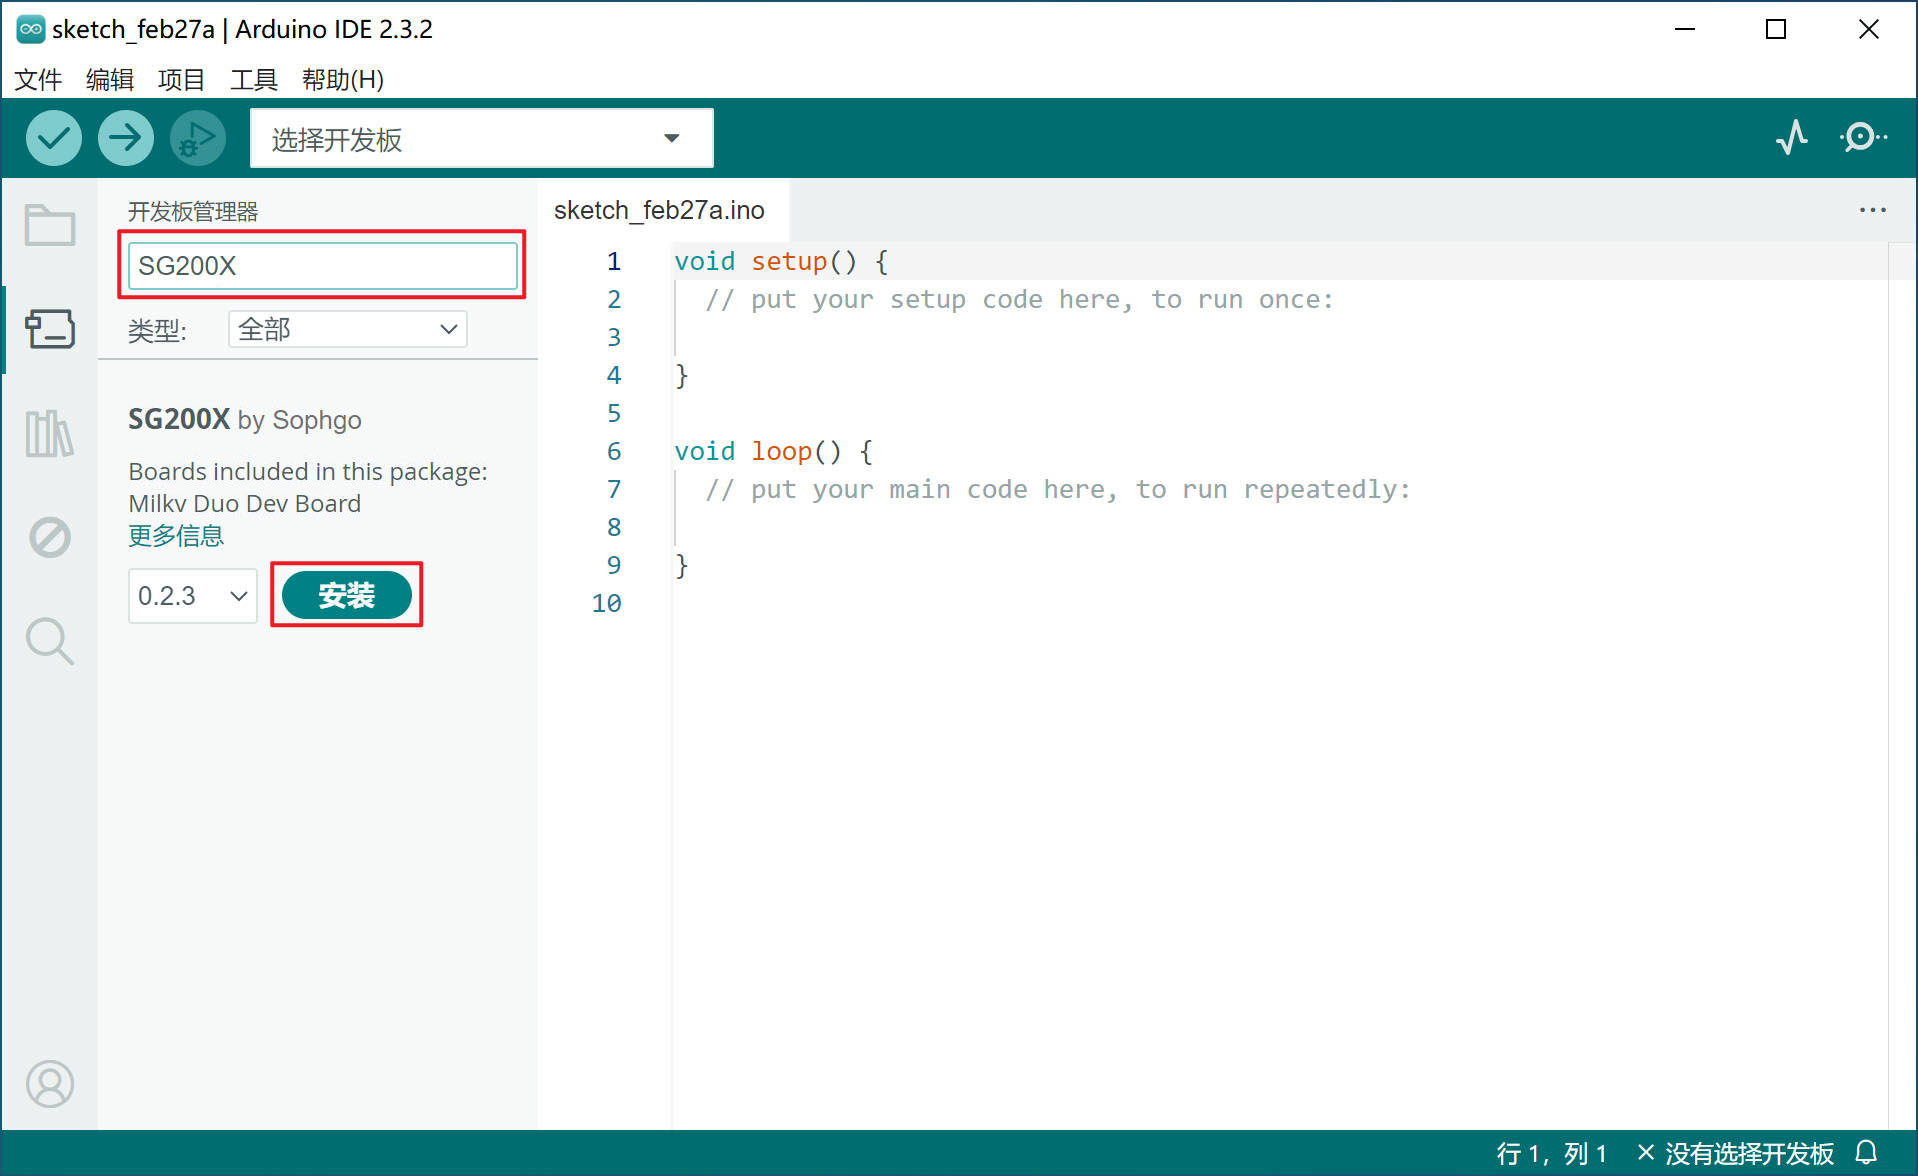 sketch_feb27a | Arduino IDE 2.3.2
文件 编辑 项目 工具 帮助(H)
选择开发板
开发板管理器
SG200X
类型: 全部
SG200X by Sophgo
Boards included in this package:
Milkv Duo Dev Board
更多信息
0.2.3 安装
sketch_feb27a.ino
1 void setup() {
2 // put your setup code here, to run once:
3
4 }
5
6 void loop() {
7 // put your main code here, to run repeatedly:
8
9 }
10
行 1，列 1 × 没有选择开发板